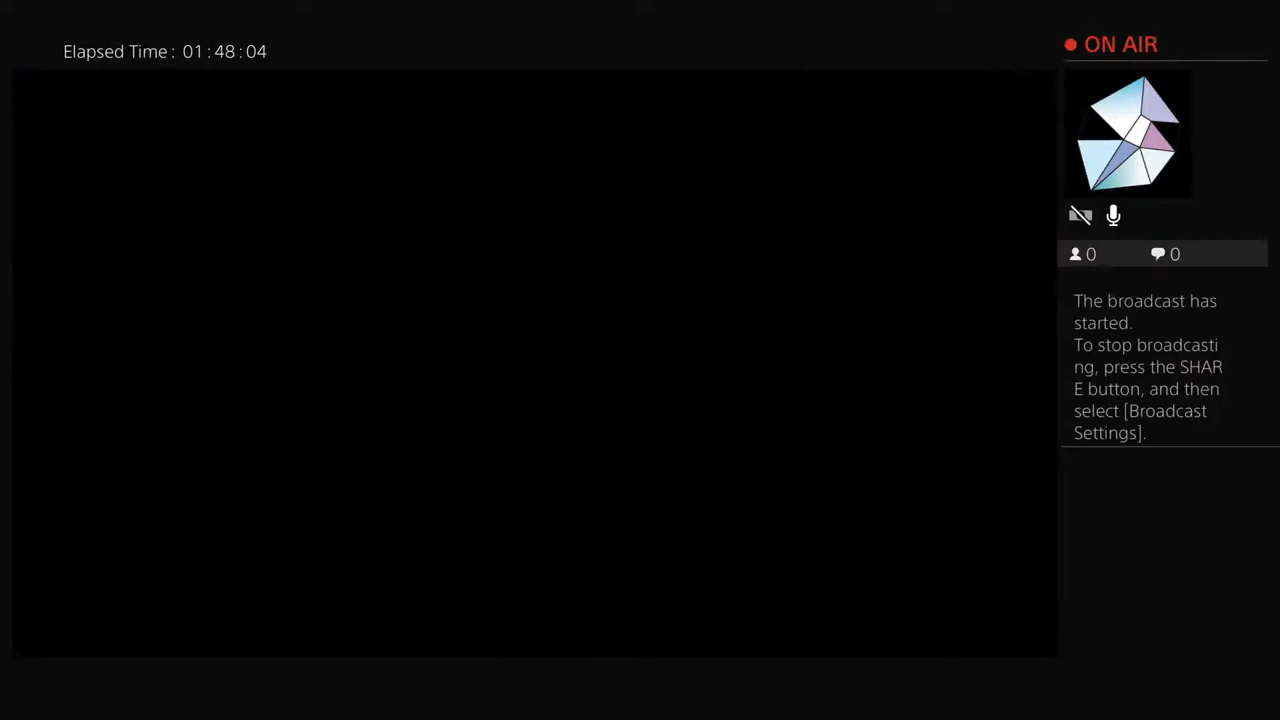 Elapsed Time: 01:48:04
ON AIR
0 0
The broadcast has
started.
To stop broadcasti
ng, press the SHAR
E button, and then
select [Broadcast
Settings].